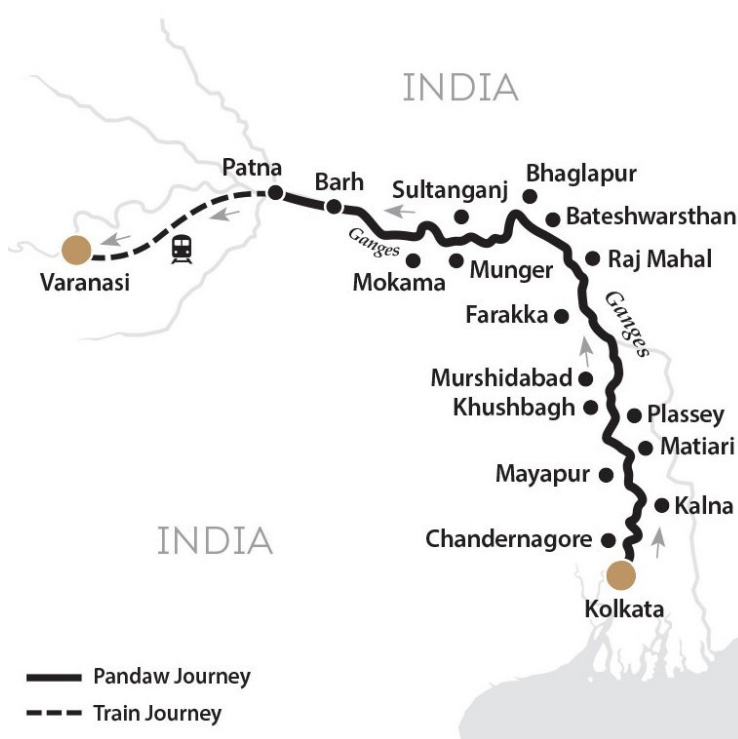 INDIA
Patna
Barh
Sultanganj
Bhaglapur
Bateshwarsthan
Ganges
Varanasi
Mokama
Munger
Raj Mahal
Farakka
Ganges
Murshidabad
Khushbagh
Plassey
Matiari
Mayapur
Kalna
INDIA
Chandernagore
Kolkata
Pandaw Journey
Train Journey